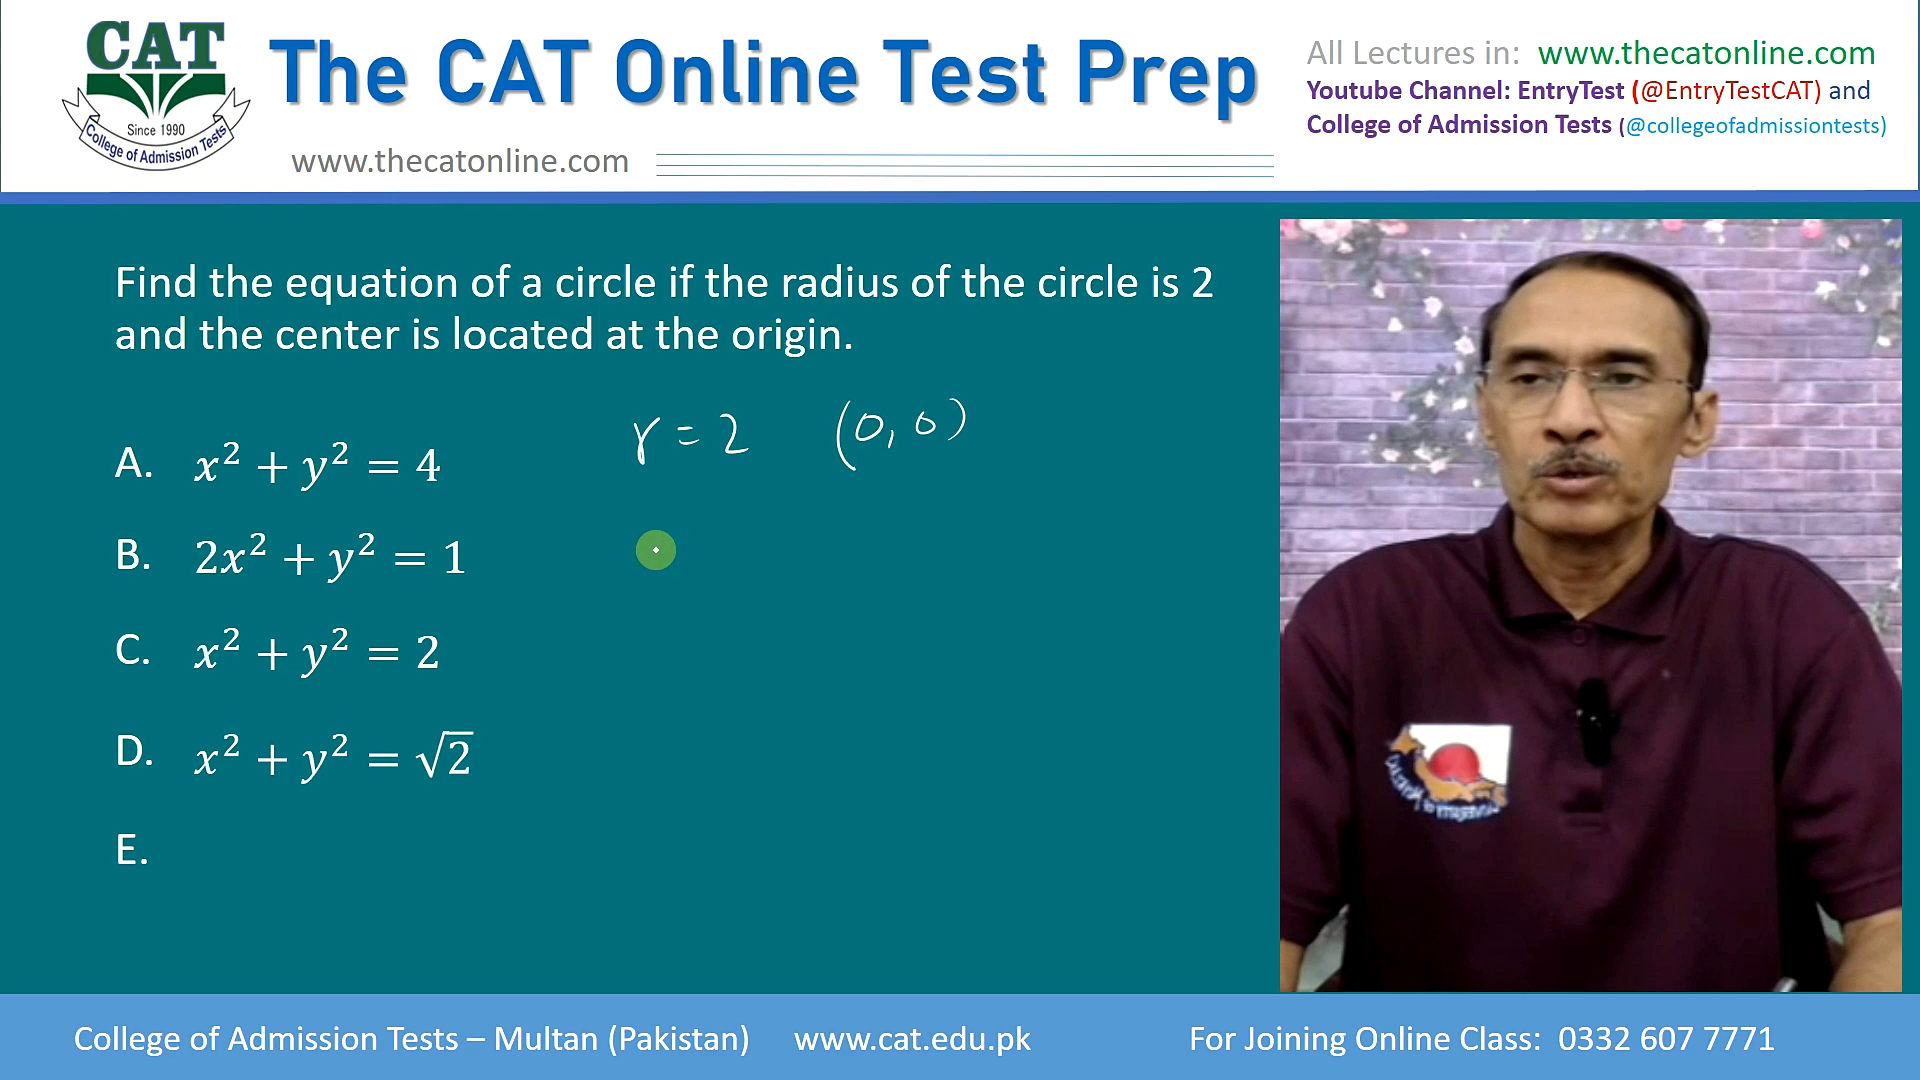 CAT
Since 1990
College of Admission Tests
The CAT Online Test Prep
www.thecatonline.com
All Lectures in: www.thecatonline.com
Youtube Channel: EntryTest (@EntryTestCAT) and
College of Admission Tests (@collegeofadmissiontests)
Find the equation of a circle if the radius of the circle is 2
and the center is located at the origin.
r = 2 (0, 0)
A. x² + y² = 4
B. 2x² + y² = 1
C. x² + y² = 2
D. x² + y² = √2
E.
College of Admission Tests – Multan (Pakistan) www.cat.edu.pk For Joining Online Class: 0332 607 7771